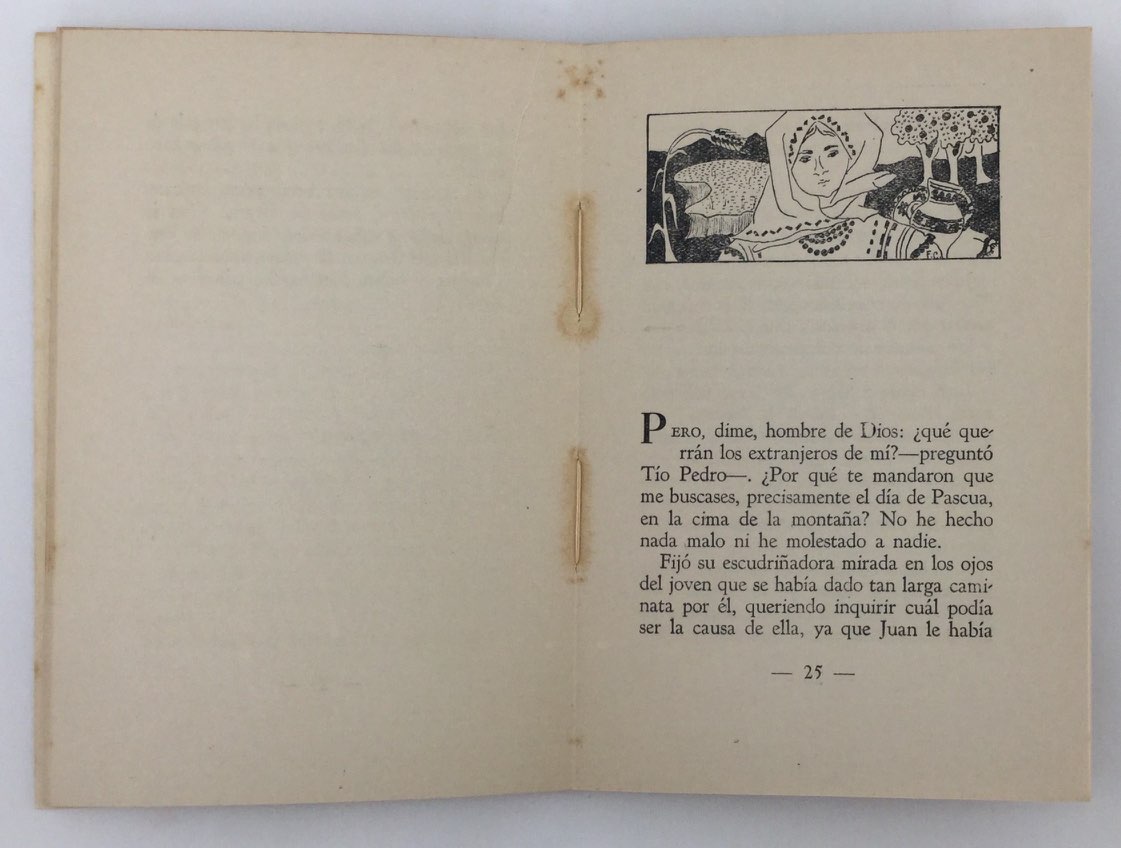 F.C.
PERO, dime, hombre de Dios: ¿qué que-
rrán los extranjeros de mí?—preguntó
Tío Pedro—. ¿Por qué te mandaron que
me buscases, precisamente el día de Pascua,
en la cima de la montaña? No he hecho
nada malo ni he molestado a nadie.
Fijó su escudriñadora mirada en los ojos
del joven que se había dado tan larga cami-
nata por él, queriendo inquirir cuál podía
ser la causa de ella, ya que Juan le había
— 25 —